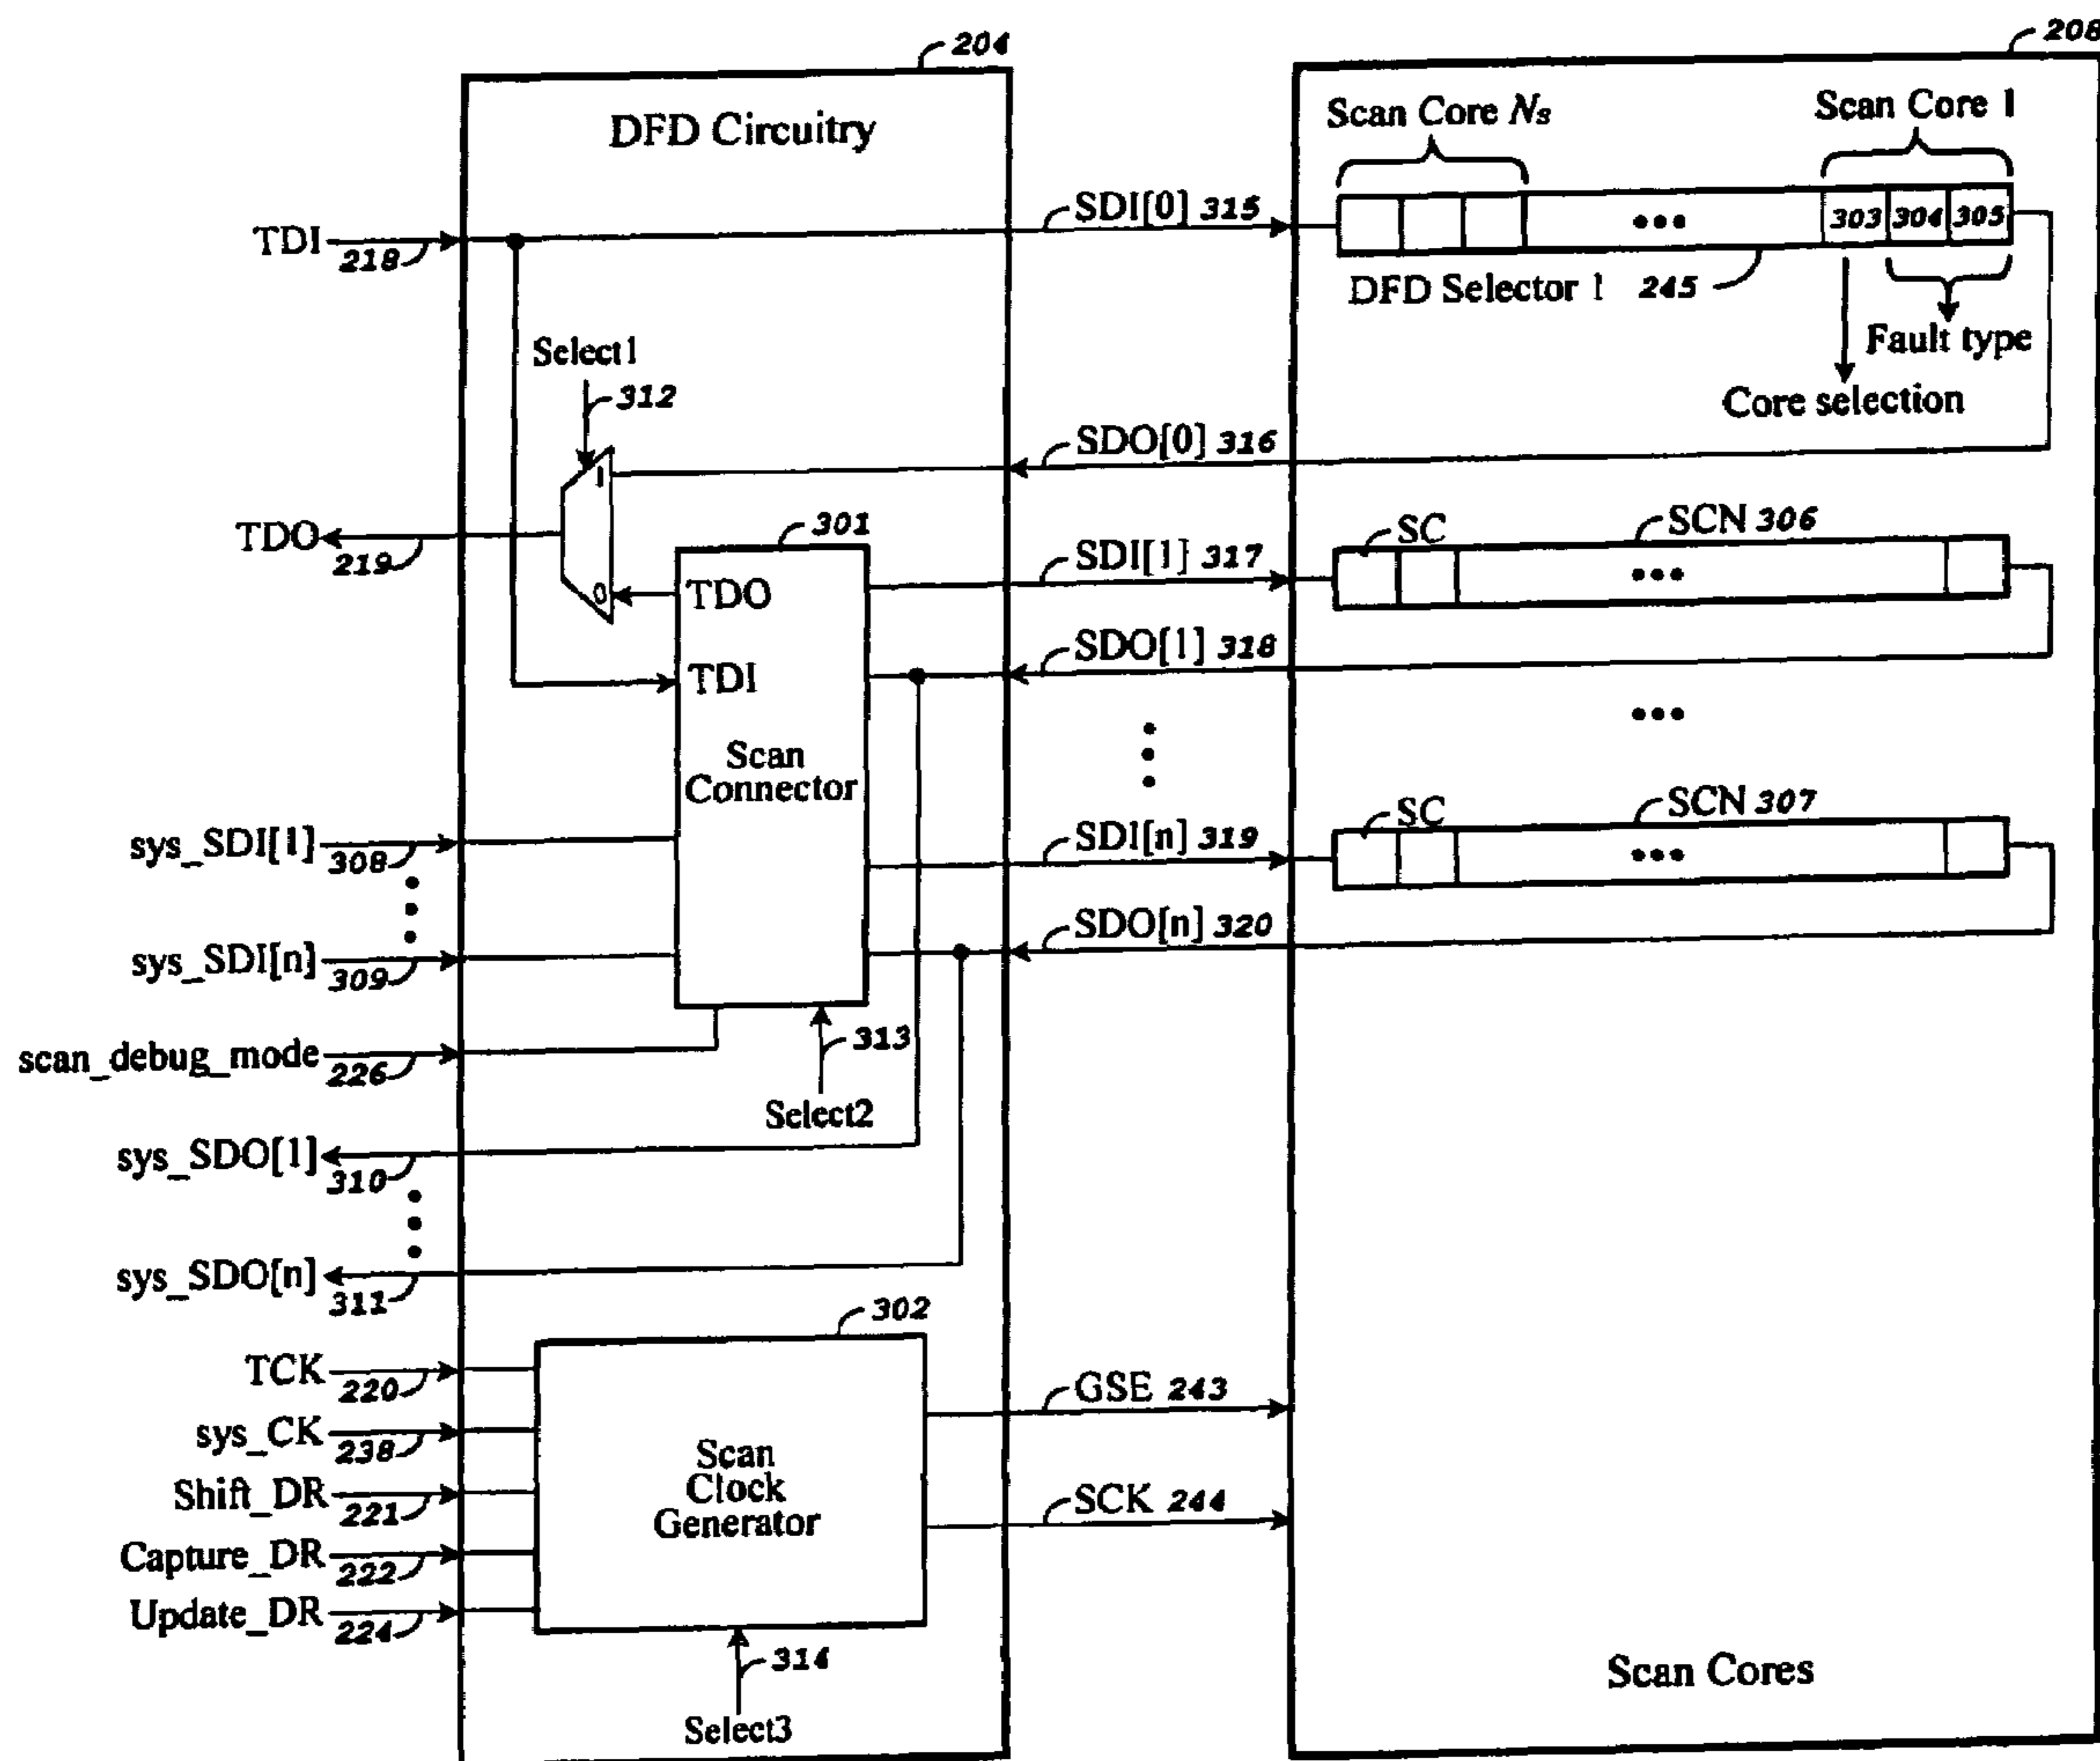 204
208
DFD Circuitry
Scan Core Ns
Scan Core 1
TDI
218
SDI[0] 315
...
303 304 305
DFD Selector 1 245
Fault type
Core selection
Select1
312
1
0
SDO[0] 316
TDO
219
301
TDO
TDI
Scan
Connector
SDI[1] 317
SC
SCN 306
...
SDO[1] 318
...
sys_SDI[1]
308
SDI[n] 319
SC
SCN 307
...
sys_SDI[n]
309
SDO[n] 320
scan_debug_mode
226
313
Select2
sys_SDO[1]
310
sys_SDO[n]
311
302
TCK
220
sys_CK
238
Shift_DR
221
Capture_DR
222
Update_DR
224
Scan
Clock
Generator
GSE 243
SCK 244
314
Select3
Scan Cores